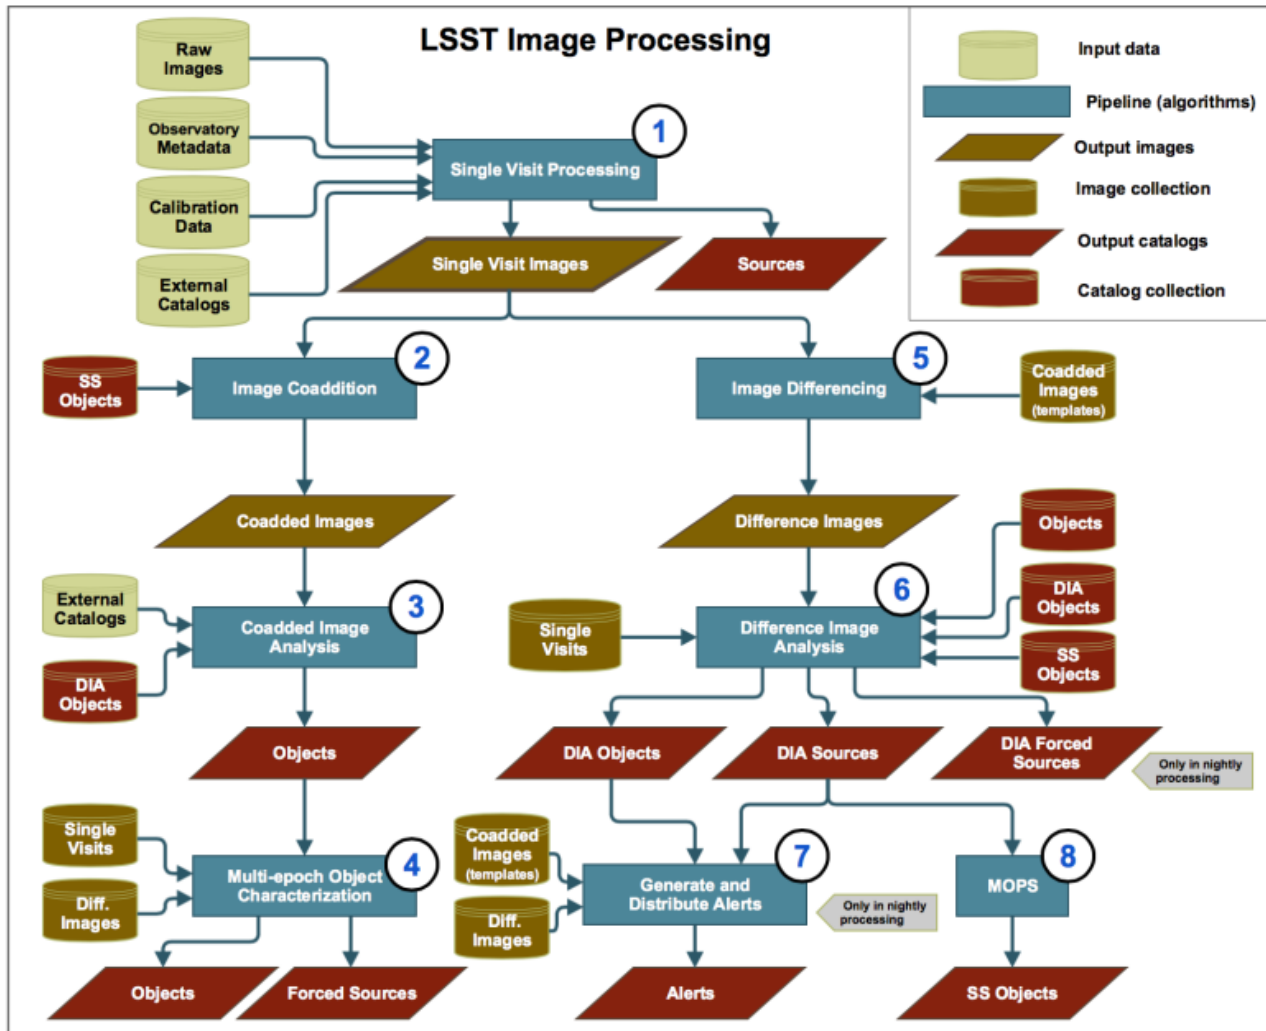 LSST Image Processing
Raw
Images
Observatory
Metadata
Calibration
Data
External
Catalogs
Input data
Pipeline (algorithms)
Output images
Image collection
Output catalogs
Catalog collection
1
Single Visit Processing
Single Visit Images
Sources
SS
Objects
2
Image Coaddition
5
Image Differencing
Coadded
Images
(templates)
Coadded Images
Difference Images
Objects
DIA
Objects
SS
Objects
External
Catalogs
DIA
Objects
3
Coadded Image
Analysis
Single
Visits
6
Difference Image
Analysis
Objects
DIA Objects
DIA Sources
DIA Forced
Sources
Only in nightly
processing
Single
Visits
Diff.
Images
4
Multi-epoch Object
Characterization
Coadded
Images
(templates)
Diff.
Images
7
Generate and
Distribute Alerts
Only in nightly
processing
8
MOPS
Objects
Forced Sources
Alerts
SS Objects